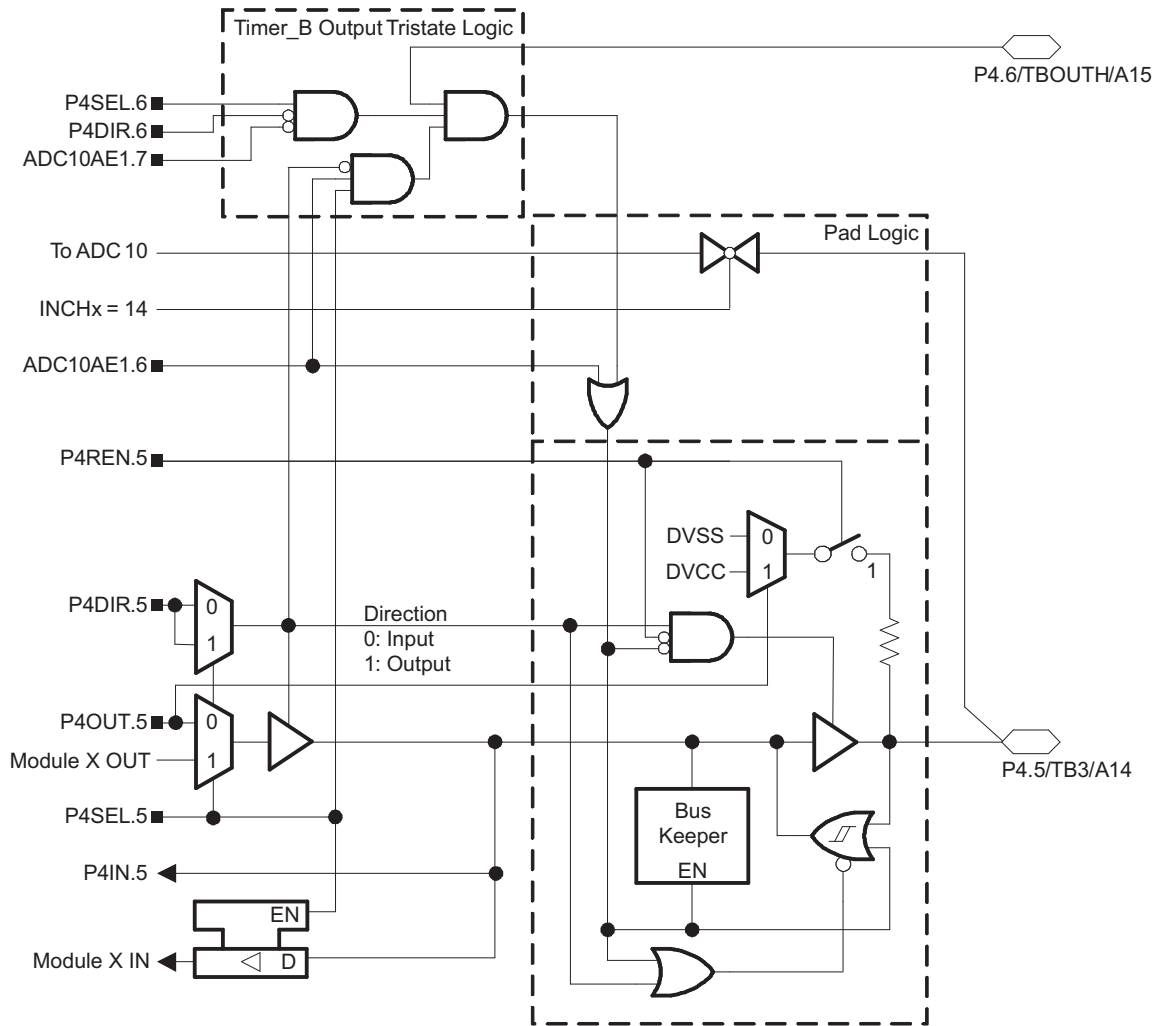 Timer_B Output Tristate Logic
P4.6/TBOUTH/A15
P4SEL.6
P4DIR.6
ADC10AE1.7
Pad Logic
To ADC 10
INCHx = 14
ADC10AE1.6
P4REN.5
DVSS
0
DVCC
1
1
P4DIR.5
0
1
Direction
0: Input
1: Output
P4OUT.5
0
Module X OUT
1
P4.5/TB3/A14
P4SEL.5
Bus
Keeper
EN
P4IN.5
EN
Module X IN
D